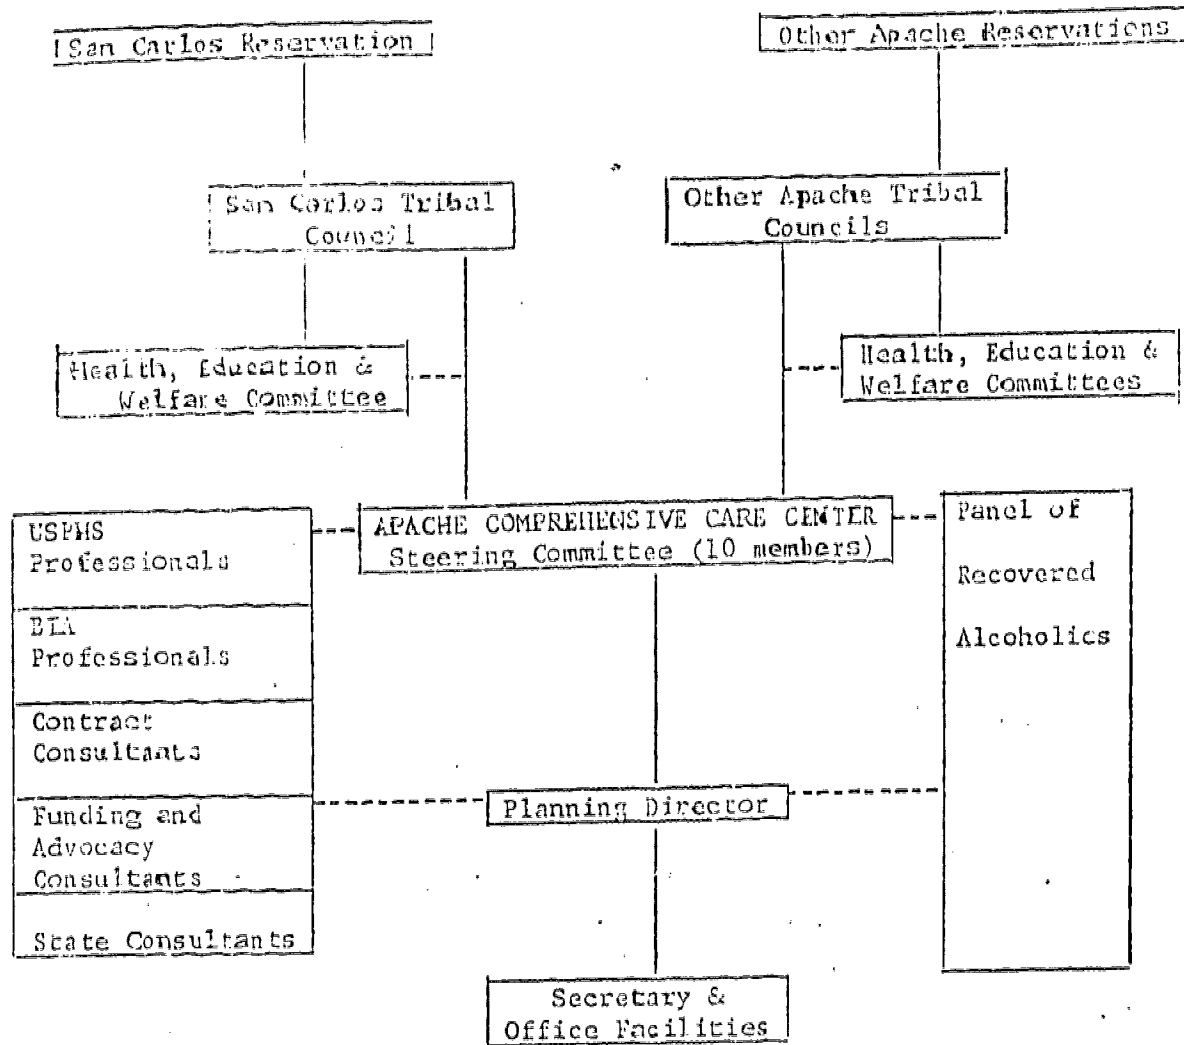 San Carlos Reservation
Other Apache Reservations
San Carlos Tribal
Council
Other Apache Tribal
Councils
Health, Education &
Welfare Committee
Health, Education &
Welfare Committees
USPHS
Professionals
BIA
Professionals
Contract
Consultants
Funding and
Advocacy
Consultants
State Consultants
APACHE COMPREHENSIVE CARE CENTER
Steering Committee (10 members)
Panel of
Recovered
Alcoholics
Planning Director
Secretary &
Office Facilities